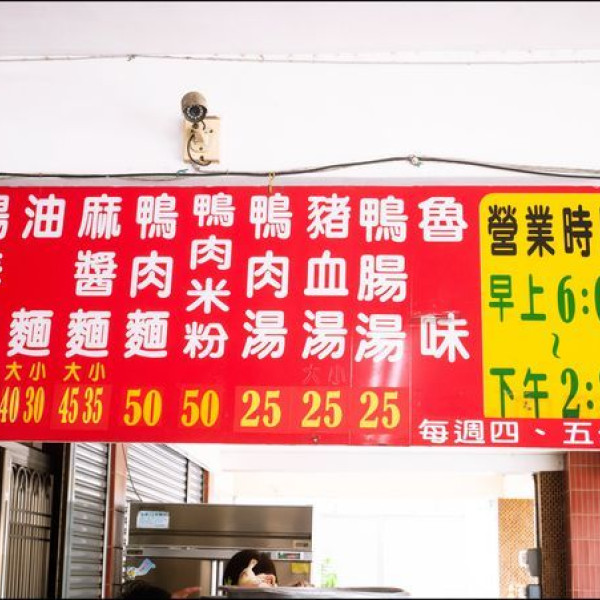 油麵
大 小
40 30
麻醬麵
大 小
45 35
鴨肉麵
50
鴨肉米粉
50
鴨肉湯
25
豬血湯
大 小
25
鴨腸湯
25
魯味
營業時
早上 6:
~
下午 2:
每週四、五